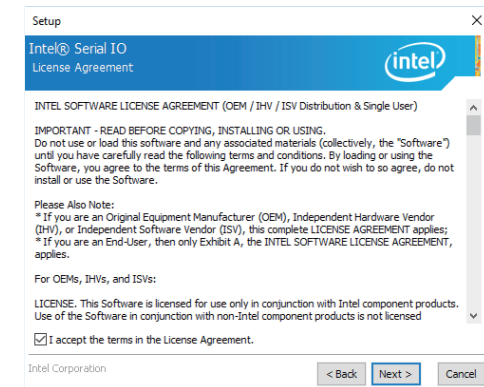 Setup
Intel® Serial IO
License Agreement
intel
INTEL SOFTWARE LICENSE AGREEMENT (OEM / IHV / ISV Distribution & Single User)
IMPORTANT - READ BEFORE COPYING, INSTALLING OR USING.
Do not use or load this software and any associated materials (collectively, the "Software")
until you have carefully read the following terms and conditions. By loading or using the
Software, you agree to the terms of this Agreement. If you do not wish to so agree, do not
install or use the Software.
Please Also Note:
* If you are an Original Equipment Manufacturer (OEM), Independent Hardware Vendor
(IHV), or Independent Software Vendor (ISV), this complete LICENSE AGREEMENT applies;
* If you are an End-User, then only Exhibit A, the INTEL SOFTWARE LICENSE AGREEMENT,
applies.
For OEMs, IHVs, and ISVs:
LICENSE. This Software is licensed for use only in conjunction with Intel component products.
Use of the Software in conjunction with non-Intel component products is not licensed
I accept the terms in the License Agreement.
Intel Corporation
< Back Next > Cancel